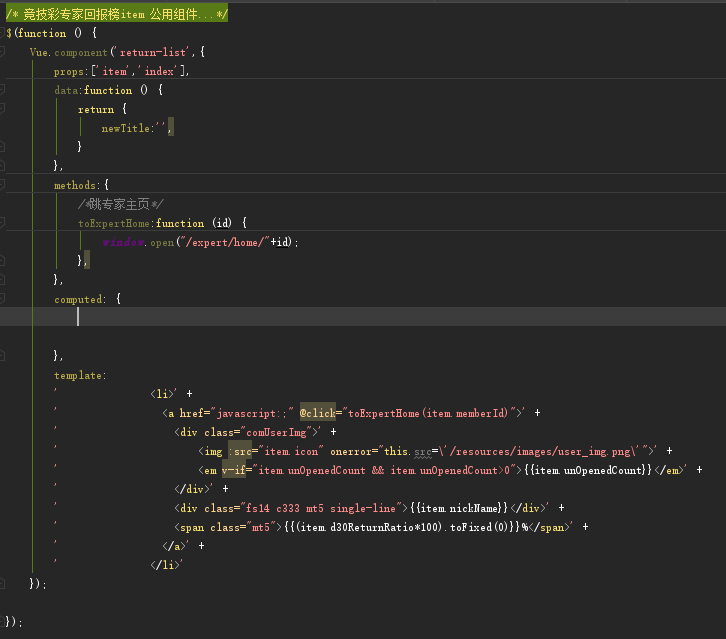 /* 竟技彩专家回报榜item 公用组件...*/
$(function () {
Vue.component('return-list',{
props:['item','index'],
data:function () {
return {
newTitle:'',
}
},
methods:{
/*跳专家主页*/
toExpertHome:function (id) {
window.open("/expert/home/"+id);
},
},
computed: {
},
template:
' <li>' +
' <a href="javascript:;" @click="toExpertHome(item.memberId)">' +
' <div class="comUserImg">' +
' <img :src="item.icon" onerror="this.src=\'/resources/images/user_img.png\'">' +
' <em v-if="item.unOpenedCount && item.unOpenedCount>0">{{item.unOpenedCount}}</em>' +
' </div>' +
' <div class="fs14 c333 mt5 single-line">{{item.nickName}}</div>' +
' <span class="mt5">{{(item.d30ReturnRatio*100).toFixed(0)}}%</span>' +
' </a>' +
' </li>'
});
});